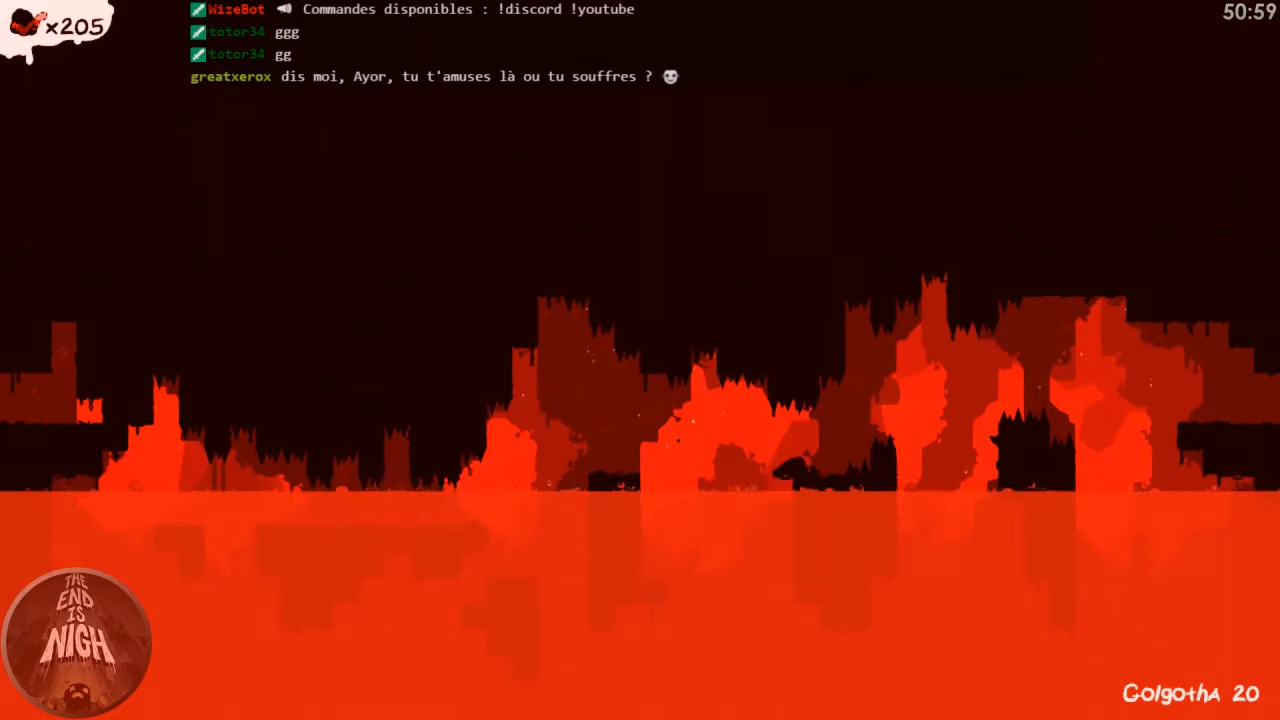 x205
WizeBot Commandes disponibles : !discord !youtube
totor34 ggg
totor34 gg
greatxerox dis moi, Ayor, tu t'amuses là ou tu souffres ?
50:59
THE
END
IS
NIGH
Golgotha 20